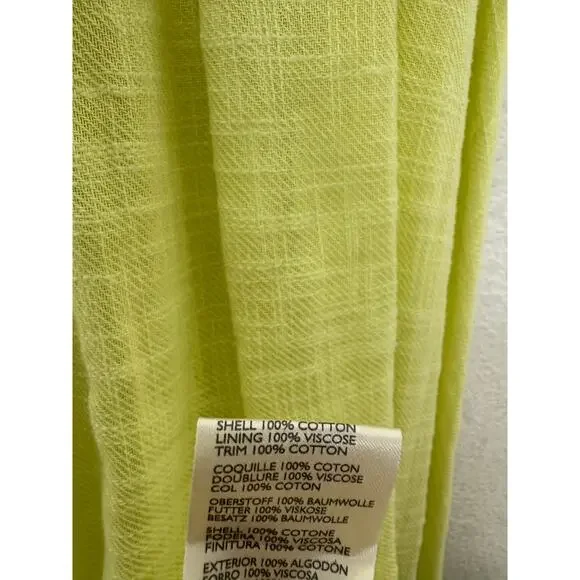 SHELL 100% COTTON
LINING 100% VISCOSE
TRIM 100% COTTON
COQUILLE 100% COTON
DOUBLURE 100% VISCOSE
COL 100% COTON
OBERSTOFF 100% BAUMWOLLE
FUTTER 100% VISKOSE
BESATZ 100% BAUMWOLLE
SHELL 100% COTONE
FODERA 100% VISCOSA
FINITURA 100% COTONE
EXTERIOR 100% ALGODÓN
FORRO 100% VISCOSA